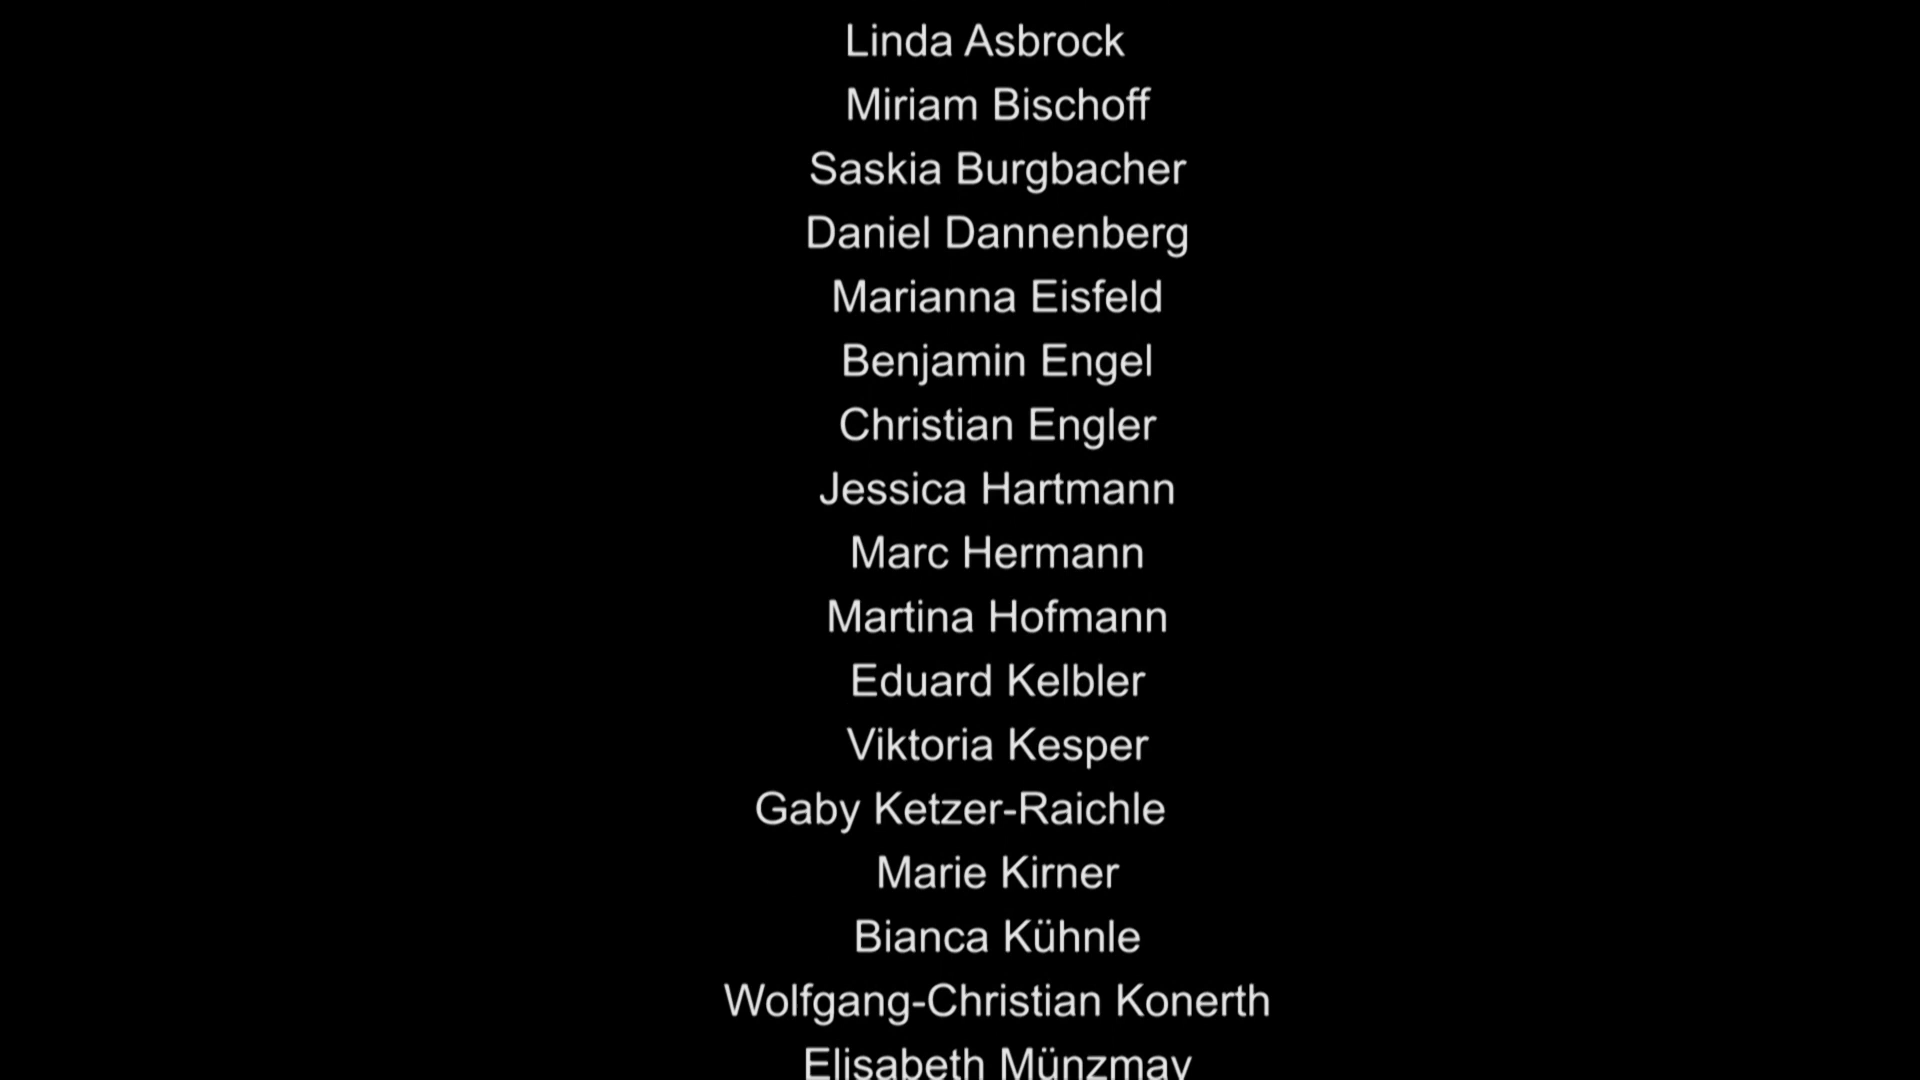 Linda Asbrock
Miriam Bischoff
Saskia Burgbacher
Daniel Dannenberg
Marianna Eisfeld
Benjamin Engel
Christian Engler
Jessica Hartmann
Marc Hermann
Martina Hofmann
Eduard Kelbler
Viktoria Kesper
Gaby Ketzer-Raichle
Marie Kirner
Bianca Kühnle
Wolfgang-Christian Konerth
Elisabeth Münzmay